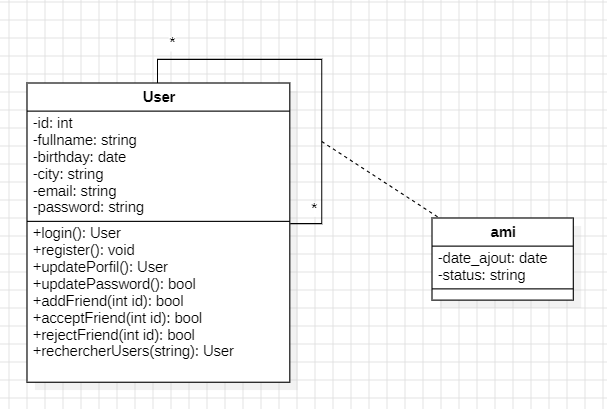 *
User
-id: int
-fullname: string
-birthday: date
-city: string
-email: string
-password: string
*
+login(): User
+register(): void
+updatePorfil(): User
+updatePassword(): bool
+addFriend(int id): bool
+acceptFriend(int id): bool
+rejectFriend(int id): bool
+rechercherUsers(string): User
ami
-date_ajout: date
-status: string